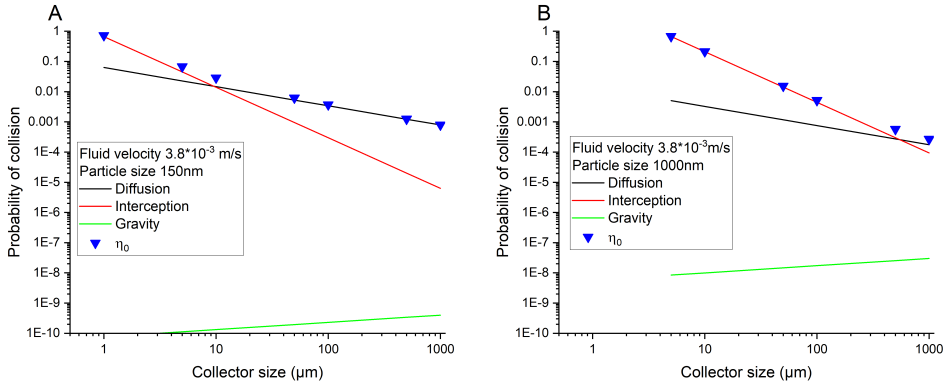 A
Probability of collision
1
0.1
0.01
0.001
1E-4
1E-5
1E-6
1E-7
1E-8
1E-9
1E-10
Fluid velocity 3.8*10⁻³ m/s
Particle size 150nm
Diffusion
Interception
Gravity
η₀
1 10 100 1000
Collector size (μm)
B
Probability of collision
1
0.1
0.01
0.001
1E-4
1E-5
1E-6
1E-7
1E-8
1E-9
1E-10
Fluid velocity 3.8*10⁻³m/s
Particle size 1000nm
Diffusion
Interception
Gravity
η₀
1 10 100 1000
Collector size (μm)